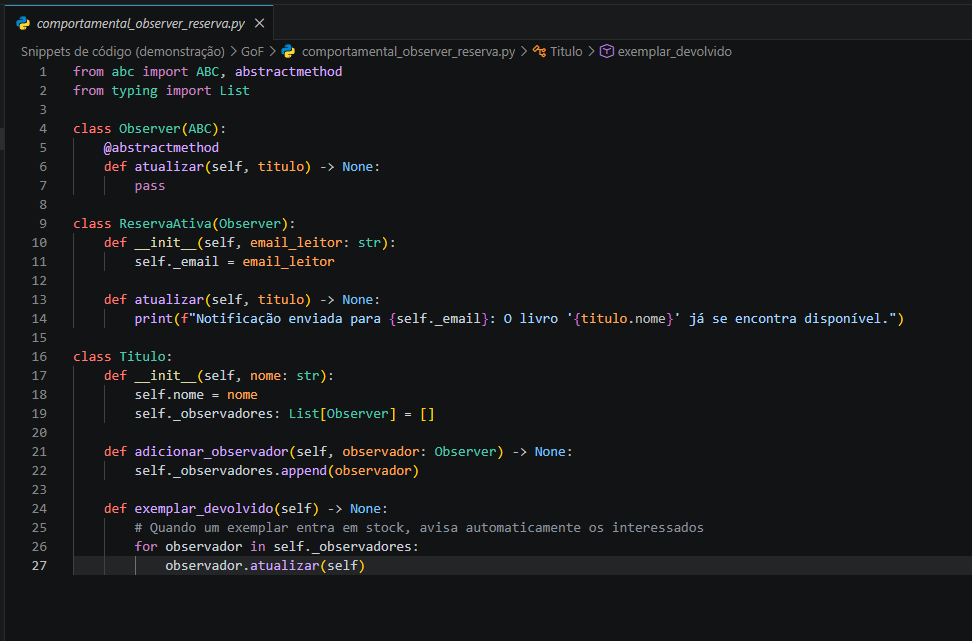 comportamental_observer_reserva.py
Snippets de código (demonstração) > GoF > comportamental_observer_reserva.py > Titulo > exemplar_devolvido
1 from abc import ABC, abstractmethod
2 from typing import List
3
4 class Observer(ABC):
5     @abstractmethod
6     def atualizar(self, titulo) -> None:
7         pass
8
9 class ReservaAtiva(Observer):
10     def __init__(self, email_leitor: str):
11         self._email = email_leitor
12
13     def atualizar(self, titulo) -> None:
14         print(f"Notificação enviada para {self._email}: O livro '{titulo.nome}' já se encontra disponível.")
15
16 class Titulo:
17     def __init__(self, nome: str):
18         self.nome = nome
19         self._observadores: List[Observer] = []
20
21     def adicionar_observador(self, observador: Observer) -> None:
22         self._observadores.append(observador)
23
24     def exemplar_devolvido(self) -> None:
25         # Quando um exemplar entra em stock, avisa automaticamente os interessados
26         for observador in self._observadores:
27             observador.atualizar(self)